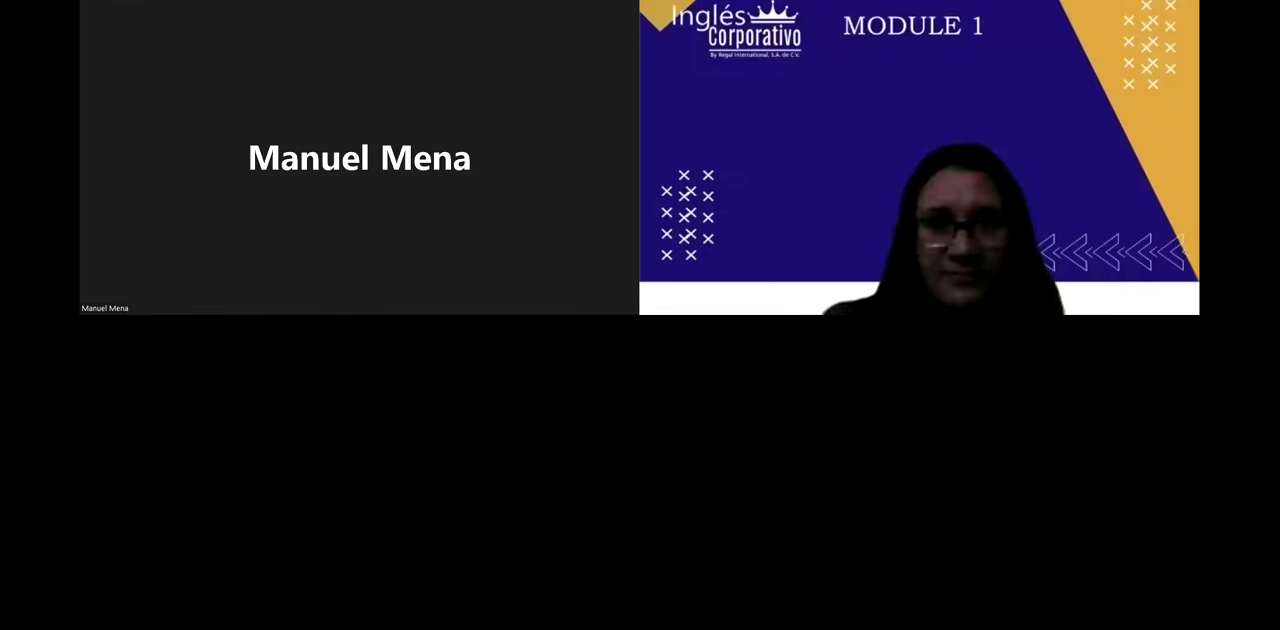 Manuel Mena
Manuel Mena
Inglés
Corporativo
By Regal International, S.A. de C.V.
MODULE 1